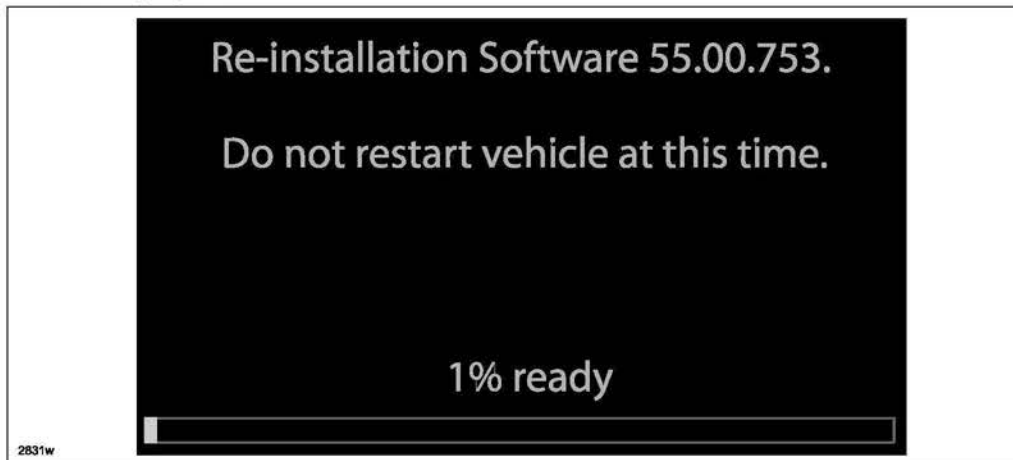 Re-installation Software 55.00.753.
Do not restart vehicle at this time.
1% ready
2831w